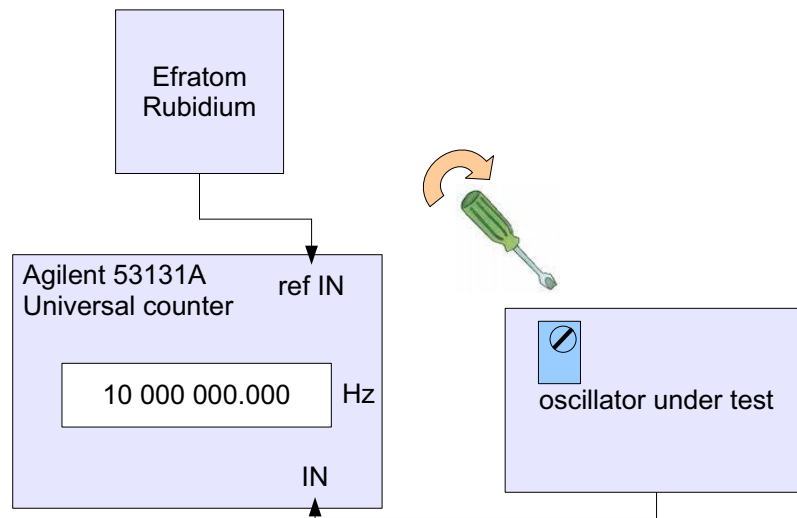 Efratom
Rubidium
Agilent 53131A
Universal counter
ref IN
10 000 000.000
Hz
IN
oscillator under test